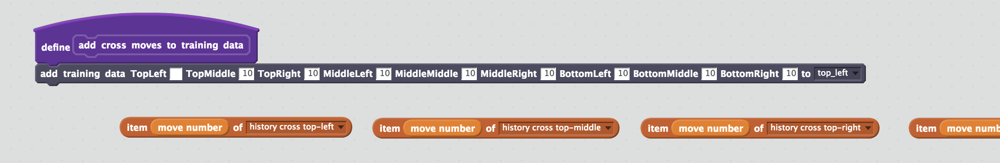 define add cross moves to training data
add training data TopLeft TopMiddle 10 TopRight 10 MiddleLeft 10 MiddleMiddle 10 MiddleRight 10 BottomLeft 10 BottomMiddle 10 BottomRight 10 to top_left
item move number of history cross top-left item move number of history cross top-middle item move number of history cross top-right item move numb